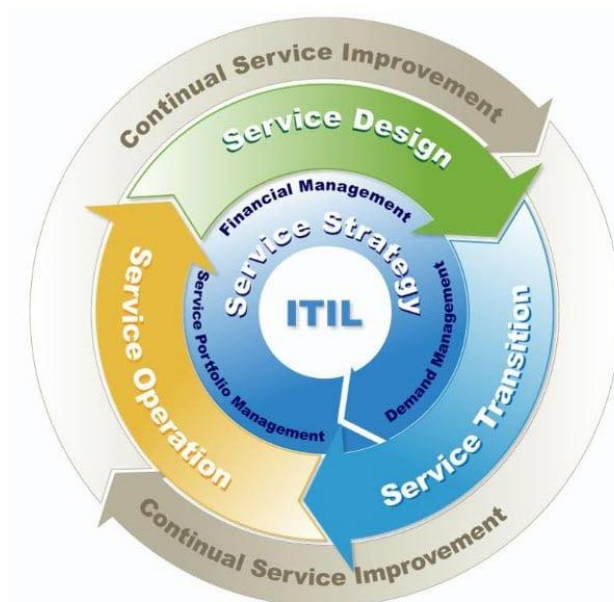 Continual Service Improvement
Service Design
Financial Management
Service Strategy
ITIL
Service Portfolio Management
Demand Management
Service Operation
Service Transition
Continual Service Improvement